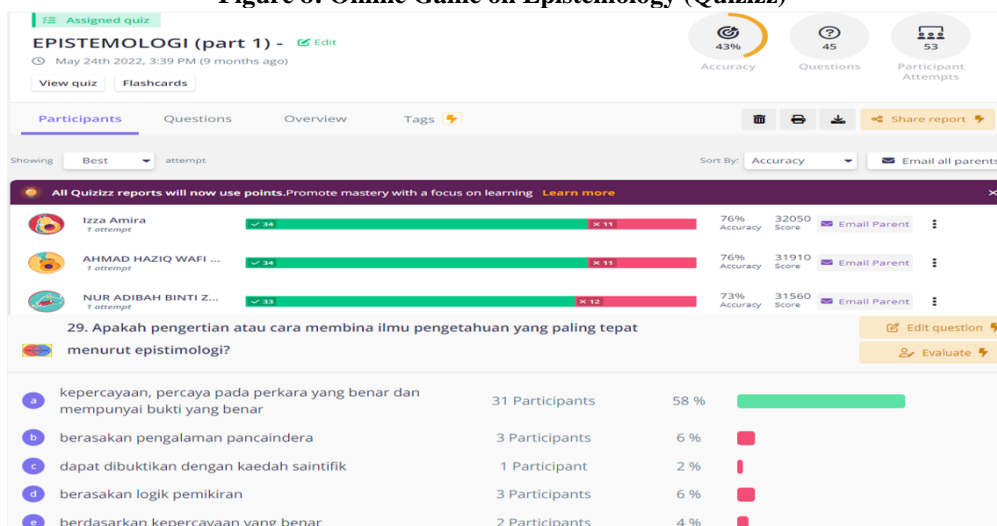 Figure 3: Online Game on Epistemology (Quizizz)
Assigned quiz
EPISTEMOLOGI (part 1) - Edit
May 24th 2022, 3:39 PM (9 months ago)
View quiz Flashcards
43%
Accuracy
45
Questions
53
Participant
Attempts
Participants Questions Overview Tags
Share report
Showing Best attempt
Sort By: Accuracy
Email all parents
All Quizizz reports will now use points.Promote mastery with a focus on learning Learn more
Izza Amira
1 attempt
34
11
76%
Accuracy
32050
Score
Email Parent
AHMAD HAZIQ WAFI ...
1 attempt
34
11
76%
Accuracy
31910
Score
Email Parent
NUR ADIBAH BINTI Z...
1 attempt
33
12
73%
Accuracy
31560
Score
Email Parent
29. Apakah pengertian atau cara membina ilmu pengetahuan yang paling tepat
menurut epistimologi?
Edit question
Evaluate
a kepercayaan, percaya pada perkara yang benar dan
mempunyai bukti yang benar
31 Participants 58 %
b berasakan pengalaman pancaindera 3 Participants 6 %
c dapat dibuktikan dengan kaedah saintifik 1 Participant 2 %
d berasakan logik pemikiran 3 Participants 6 %
e berdasarkan kepercayaan yang benar 2 Participants 4 %